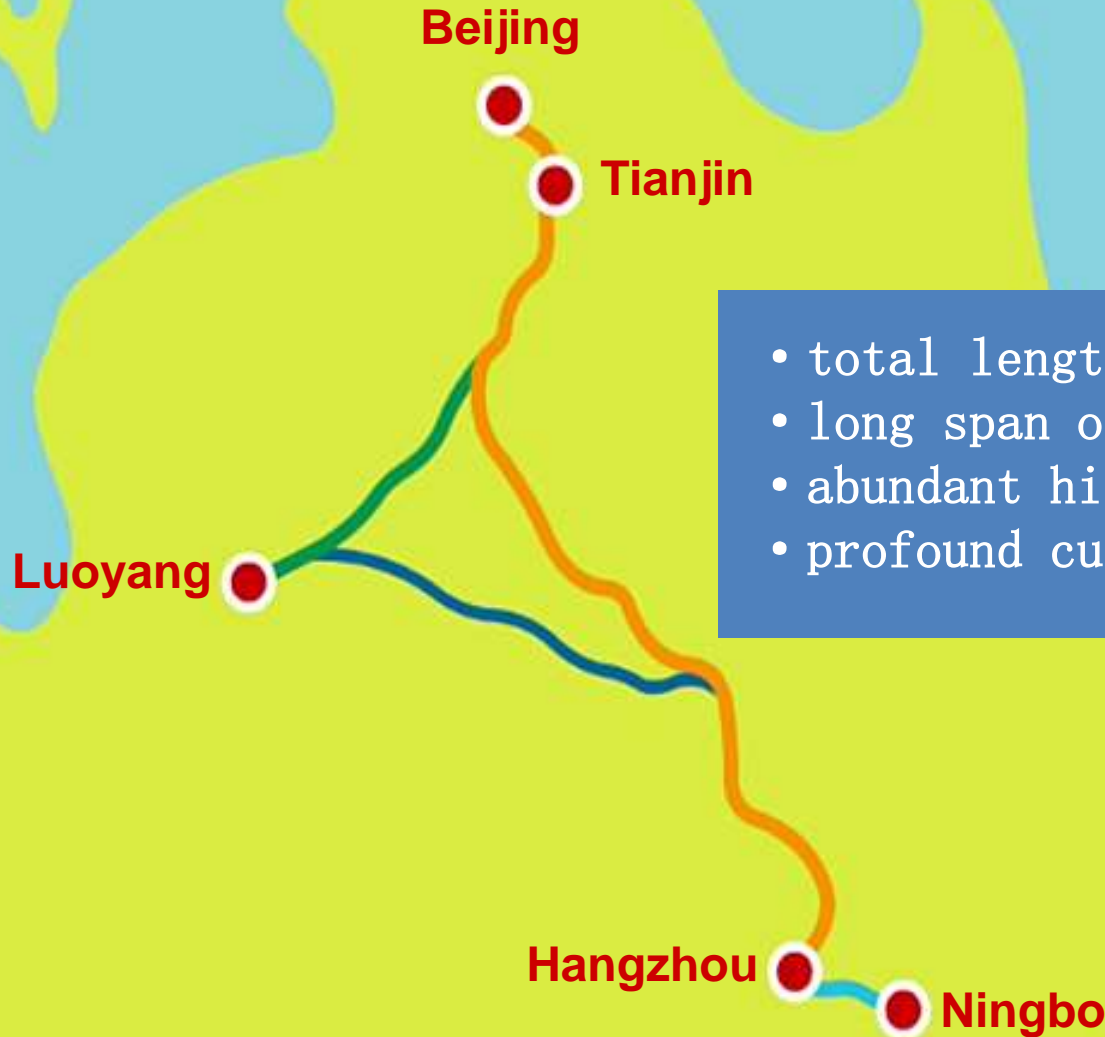 Beijing
Tianjin
• total lengt
• long span o
• abundant hi
• profound cu
Luoyang
Hangzhou
Ningbo